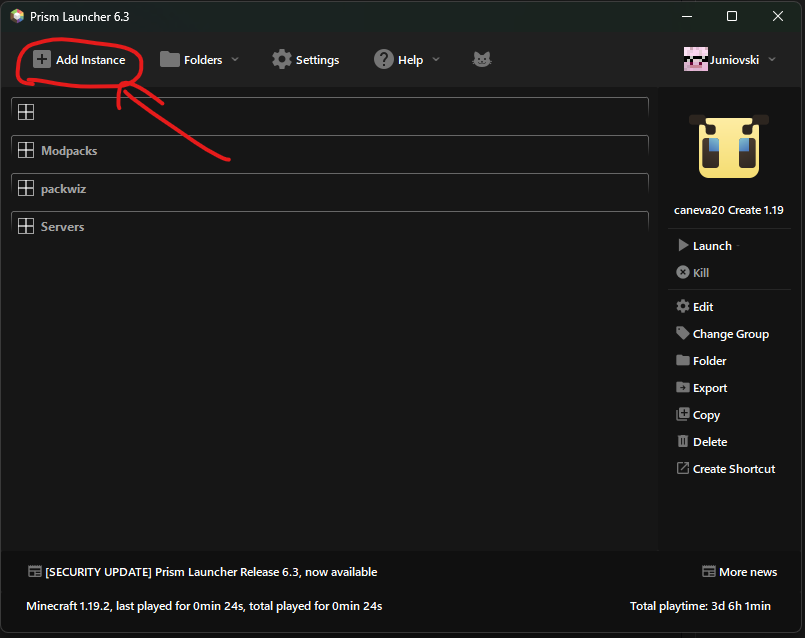 Prism Launcher 6.3
Add Instance Folders Settings Help Juniovski
Modpacks
packwiz
Servers
caneva20 Create 1.19
Launch
Kill
Edit
Change Group
Folder
Export
Copy
Delete
Create Shortcut
[SECURITY UPDATE] Prism Launcher Release 6.3, now available More news
Minecraft 1.19.2, last played for 0min 24s, total played for 0min 24s Total playtime: 3d 6h 1min